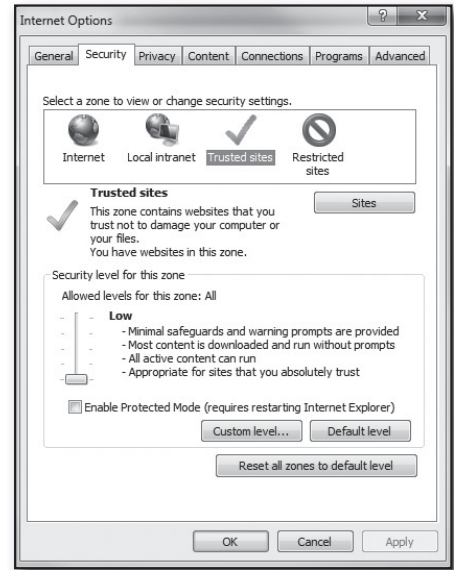 Internet Options
General Security Privacy Content Connections Programs Advanced
Select a zone to view or change security settings.
Internet Local intranet Trusted sites Restricted
sites
Trusted sites
Sites
This zone contains websites that you
trust not to damage your computer or
your files.
You have websites in this zone.
Security level for this zone
Allowed levels for this zone: All
Low
- Minimal safeguards and warning prompts are provided
- Most content is downloaded and run without prompts
- All active content can run
- Appropriate for sites that you absolutely trust
Enable Protected Mode (requires restarting Internet Explorer)
Custom level... Default level
Reset all zones to default level
OK Cancel Apply